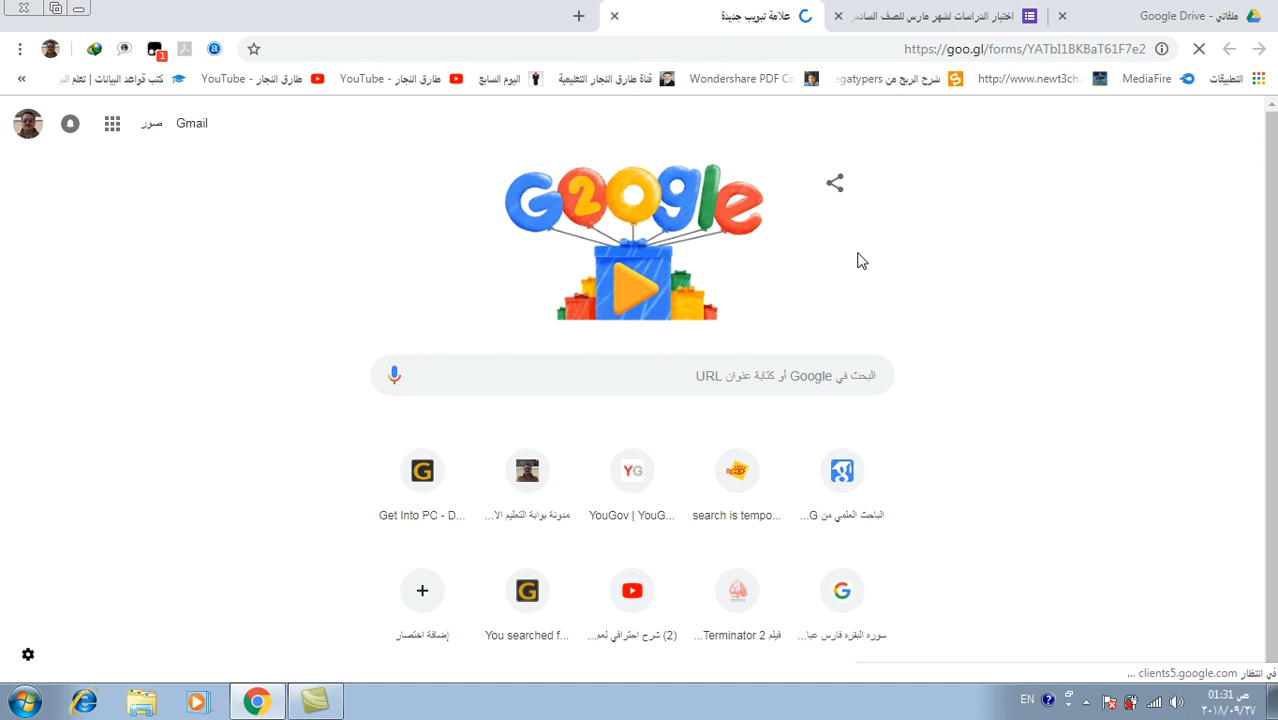 ملفاتي - Google Drive
اختبار الدراسات لشهر مارس للصف السادس
علامة تبويب جديدة
https://goo.gl/forms/YATbI1BKBaT61F7e2
1
التطبيقات
MediaFire
http://www.newt3ch
شرح الربح من egatypers
Wondershare PDF Co
قناة طارق النجار التعليمية
اليوم السابع
طارق النجار - YouTube
طارق النجار - YouTube
كتب قواعد البيانات | تعلم
«
صور
Gmail
G2Ogle
البحث في Google أو كتابة عنوان URL
الباحث العلمي من G...
search is tempo...
YouGov | YouG...
مدونة بوابة التعليم الا...
Get Into PC - D...
سوره البقره فارس عبا...
فيلم Terminator 2...
(2) شرح احترافي لعم...
You searched f...
إضافة اختصار
في انتظار clients5.google.com ...
EN
01:31 ص
٢٠١٨/٠٩/٢٧